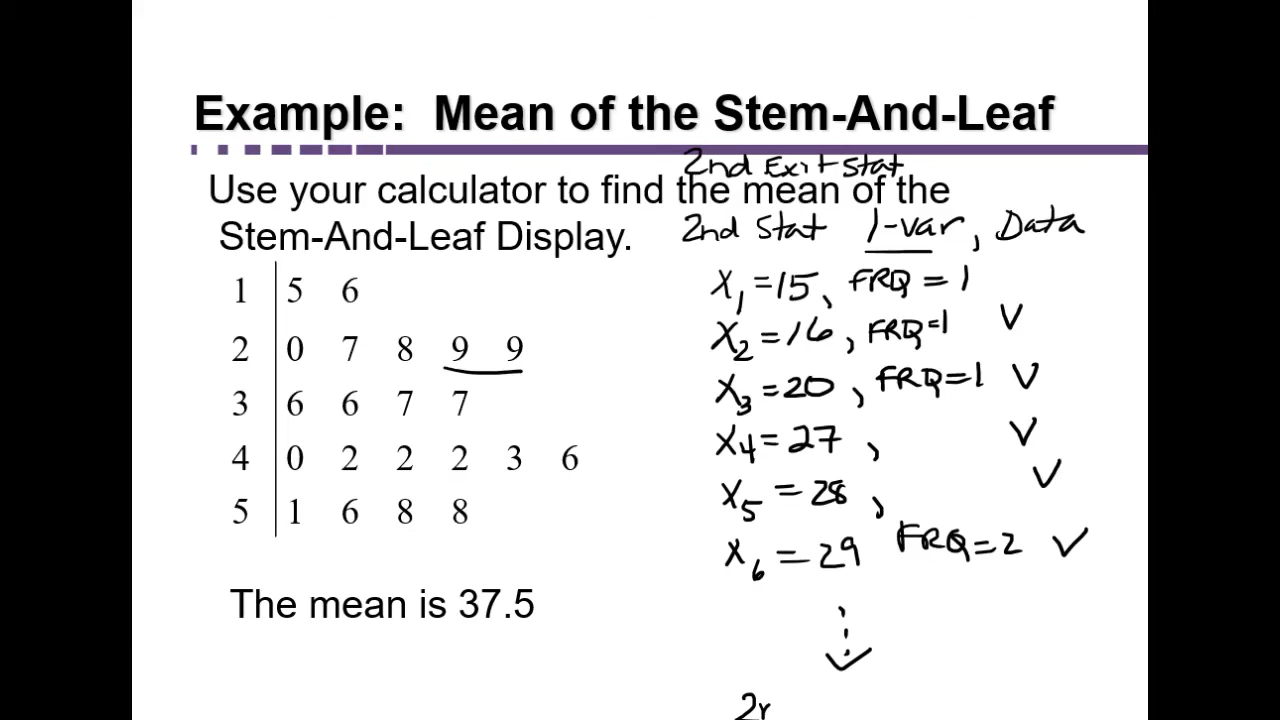 Example: Mean of the Stem-And-Leaf
2nd Exit Stat
Use your calculator to find the mean of the
Stem-And-Leaf Display.
2nd Stat 1-var, Data
1 | 5 6
2 | 0 7 8 9 9
3 | 6 6 7 7
4 | 0 2 2 2 3 6
5 | 1 6 8 8
The mean is 37.5
X1 = 15, FRQ = 1
X2 = 16, FRQ=1
X3 = 20, FRQ=1
X4 = 27,
X5 = 28,
X6 = 29 FRQ=2